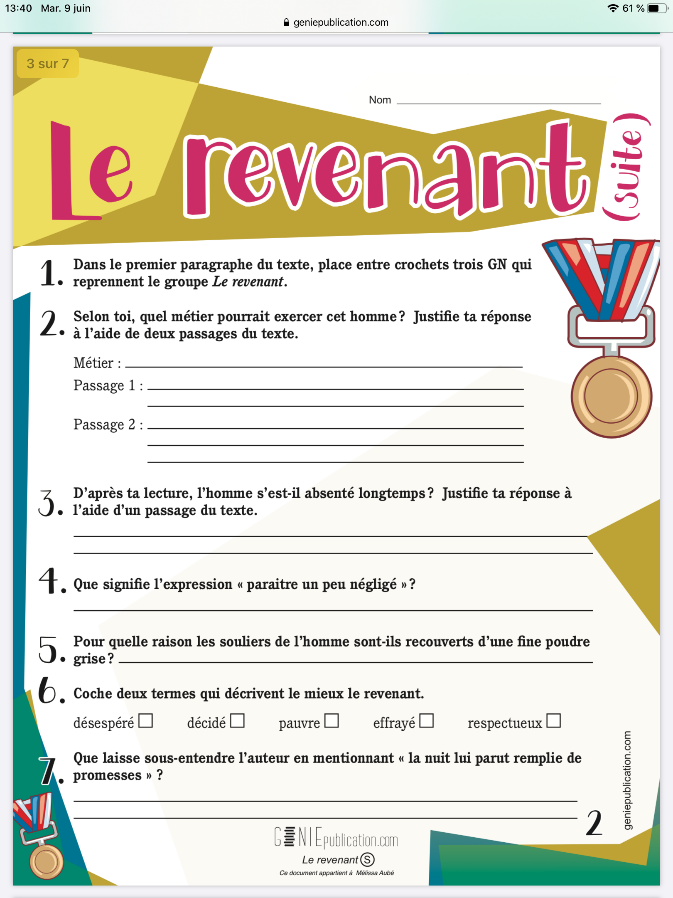 13:40 Mar. 9 juin
61 %
geniepublication.com
3 sur 7
Nom
Le revenant (suite)
1. Dans le premier paragraphe du texte, place entre crochets trois GN qui
reprennent le groupe Le revenant.
2. Selon toi, quel métier pourrait exercer cet homme ? Justifie ta réponse
à l’aide de deux passages du texte.
Métier :
Passage 1 :
Passage 2 :
3. D’après ta lecture, l’homme s’est-il absenté longtemps ? Justifie ta réponse à
l’aide d’un passage du texte.
4. Que signifie l’expression « paraitre un peu négligé » ?
5. Pour quelle raison les souliers de l’homme sont-ils recouverts d’une fine poudre
grise ?
6. Coche deux termes qui décrivent le mieux le revenant.
désespéré décidé pauvre effrayé respectueux
7. Que laisse sous-entendre l’auteur en mentionnant « la nuit lui parut remplie de
promesses » ?
geniepublication.com
2
GÉNIEpublication.com
Le revenant S
Ce document appartient à Mélissa Aubé